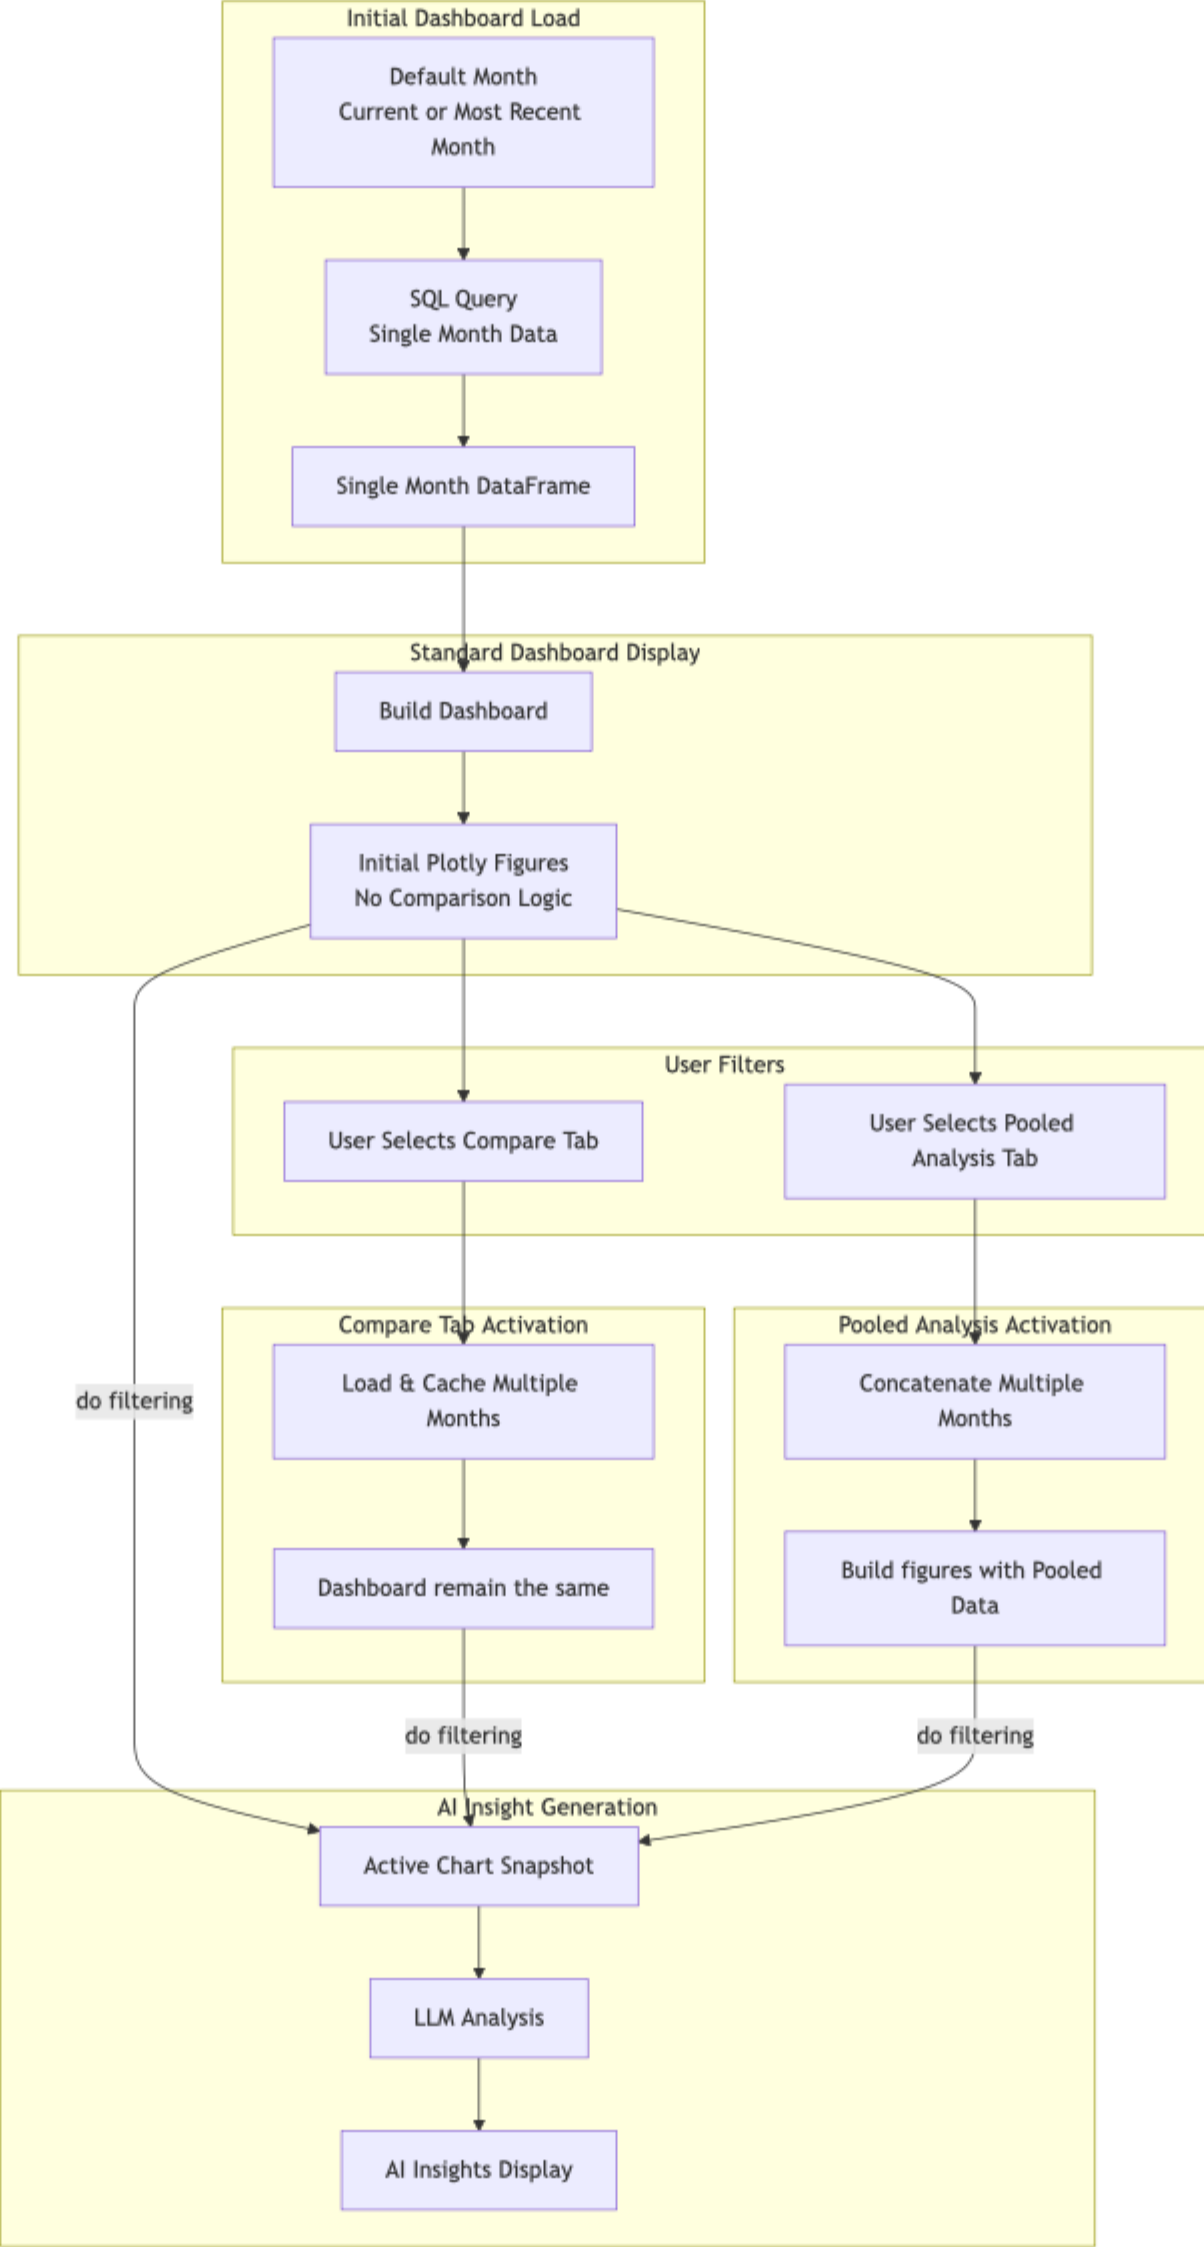 Initial Dashboard Load
Default Month
Current or Most Recent
Month
SQL Query
Single Month Data
Single Month DataFrame
Standard Dashboard Display
Build Dashboard
Initial Plotly Figures
No Comparison Logic
User Filters
User Selects Compare Tab
User Selects Pooled
Analysis Tab
Compare Tab Activation
Load & Cache Multiple
Months
Dashboard remain the same
Pooled Analysis Activation
Concatenate Multiple
Months
Build figures with Pooled
Data
do filtering
do filtering
do filtering
AI Insight Generation
Active Chart Snapshot
LLM Analysis
AI Insights Display